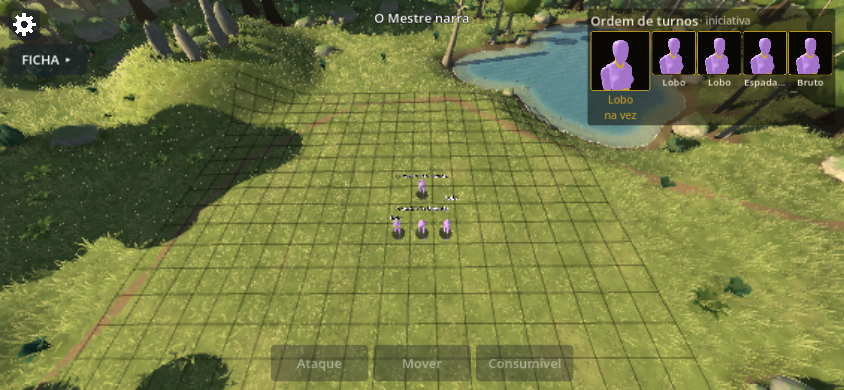 O Mestre narra
Ordem de turnos · iniciativa
FICHA ▸
Lobo
na vez
Lobo
Lobo
Espada...
Bruto
Ataque
Mover
Consumível